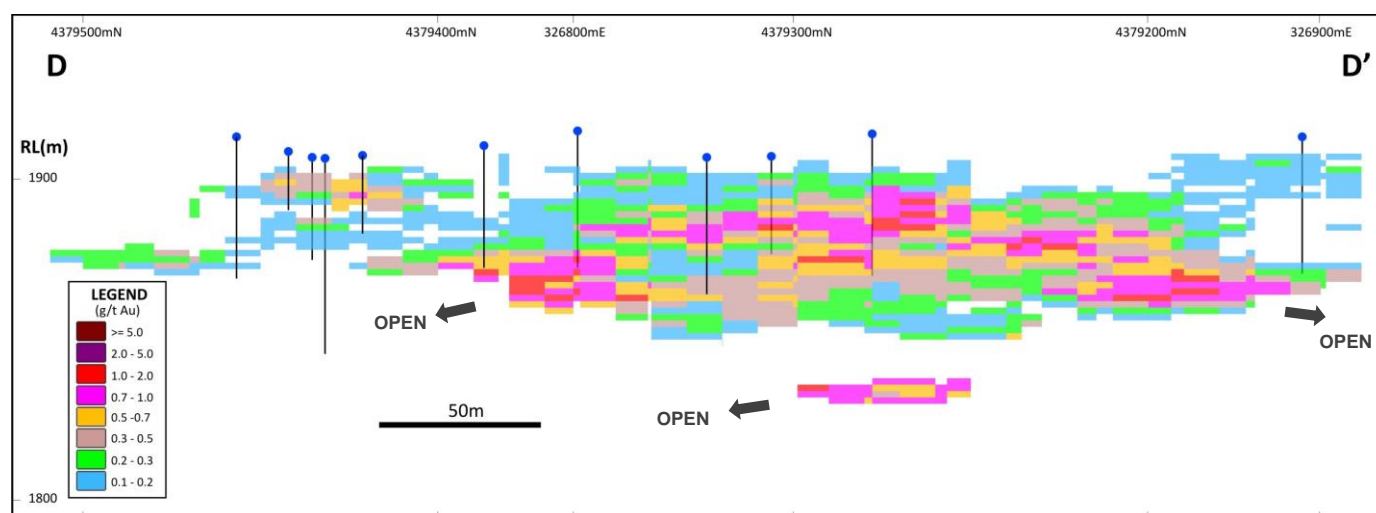 4379500mN 4379400mN 326800mE 4379300mN 4379200mN 326900mE
D D’
RL(m)
1900
LEGEND
(g/t Au)
>= 5.0
2.0 - 5.0
1.0 - 2.0
0.7 - 1.0
0.5 -0.7
0.3 - 0.5
0.2 - 0.3
0.1 - 0.2
OPEN
OPEN
OPEN
50m
1800